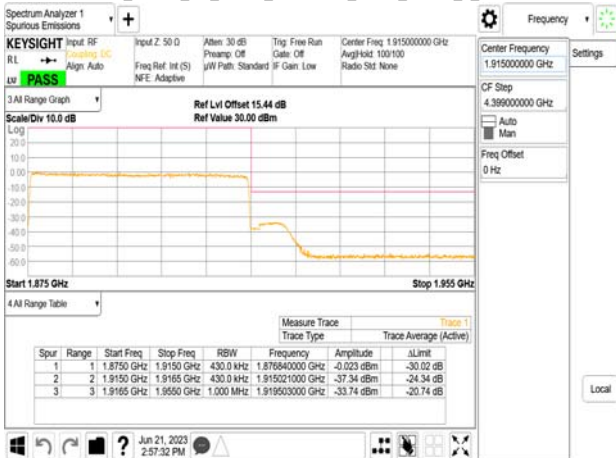 Spectrum Analyzer 1
Spurious Emissions
Frequency
KEYSIGHT
RL
LV PASS
Input: RF
Coupling: DC
Align: Auto
Input Z: 50 Ω
Freq Ref: Int (S)
NFE: Adaptive
Atten: 30 dB
Preamp: Off
µW Path: Standard
Trig: Free Run
Gate: Off
IF Gain: Low
Center Freq: 1.915000000 GHz
Avg|Hold: 100/100
Radio Std: None
Center Frequency
1.915000000 GHz
Settings
CF Step
4.399000000 GHz
Auto
Man
Freq Offset
0 Hz
Local
3 All Range Graph
Scale/Div 10.0 dB
Ref Lvl Offset 15.44 dB
Ref Value 30.00 dBm
Log
20.0
10.0
0.00
-10.0
-20.0
-30.0
-40.0
-50.0
-60.0
Start 1.875 GHz
Stop 1.955 GHz
4 All Range Table
Measure Trace Trace 1
Trace Type Trace Average (Active)
Spur Range Start Freq Stop Freq RBW Frequency Amplitude ΔLimit
1 1 1.8750 GHz 1.9150 GHz 430.0 kHz 1.876840000 GHz -0.023 dBm -30.02 dB
2 2 1.9150 GHz 1.9165 GHz 430.0 kHz 1.915021000 GHz -37.34 dBm -24.34 dB
3 3 1.9165 GHz 1.9550 GHz 1.000 MHz 1.919503000 GHz -33.74 dBm -20.74 dB
Jun 21, 2023
2:57:32 PM